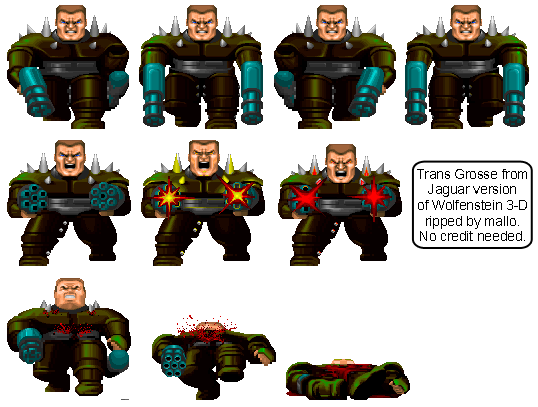 Trans Grosse from
Jaguar version
of Wolfenstein 3-D
ripped by mallo.
No credit needed.